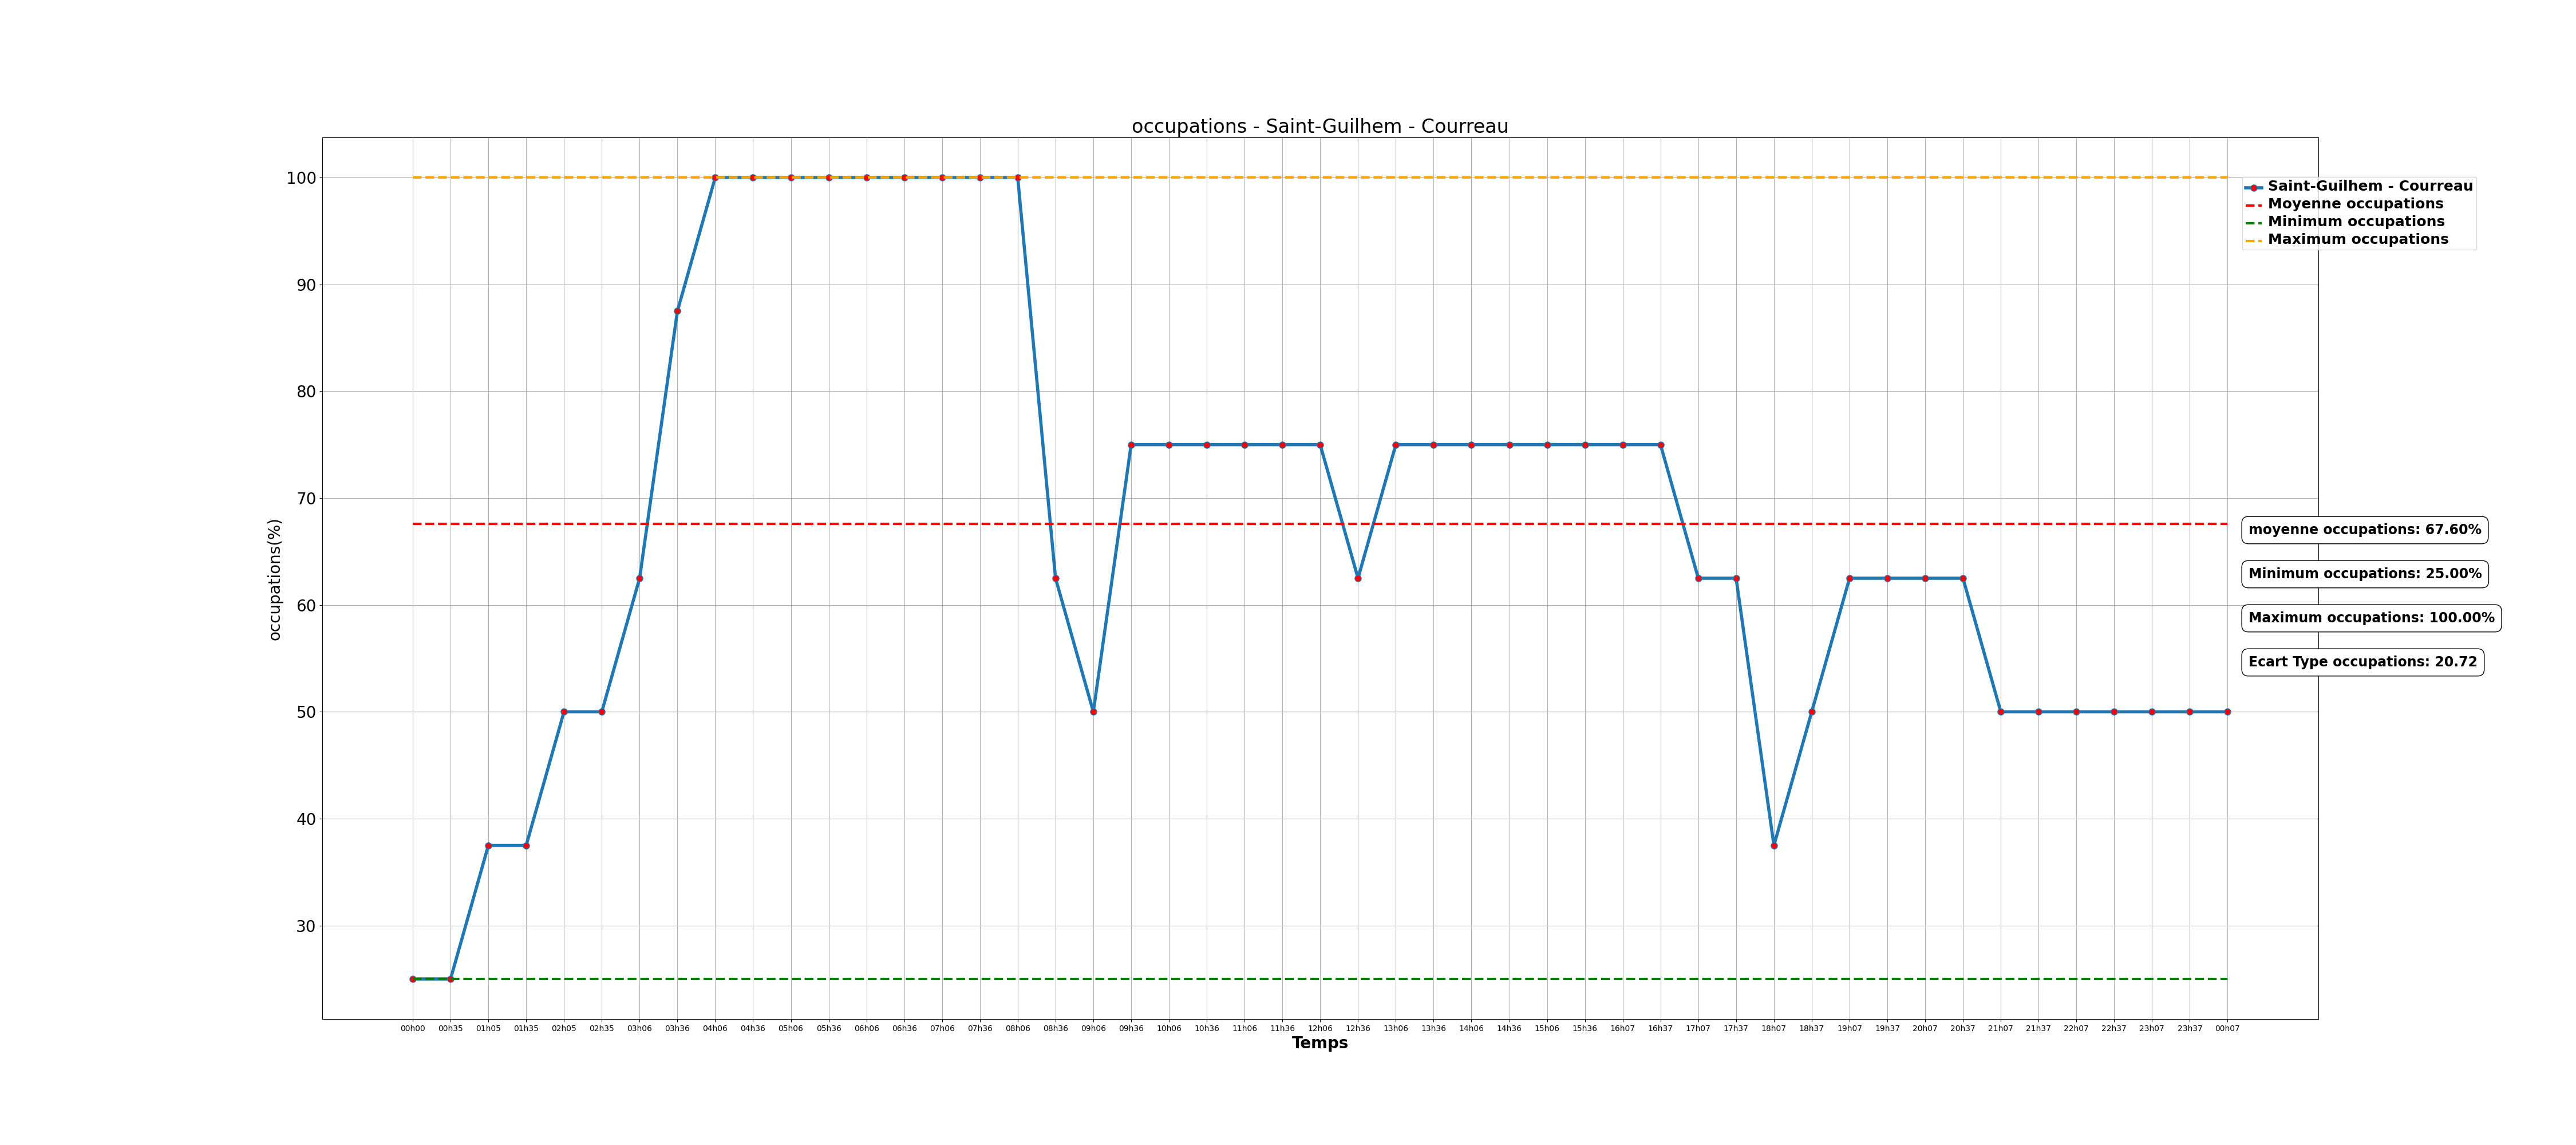 occupations - Saint-Guilhem - Courreau
100
90
80
70
60
50
40
30
occupations(%)
Saint-Guilhem - Courreau
Moyenne occupations
Minimum occupations
Maximum occupations
moyenne occupations: 67.60%
Minimum occupations: 25.00%
Maximum occupations: 100.00%
Ecart Type occupations: 20.72
00h00 00h35 01h05 01h35 02h05 02h35 03h06 03h36 04h06 04h36 05h06 05h36 06h06 06h36 07h06 07h36 08h06 08h36 09h06 09h36 10h06 10h36 11h06 11h36 12h06 12h36 13h06 13h36 14h06 14h36 15h06 15h36 16h07 16h37 17h07 17h37 18h07 18h37 19h07 19h37 20h07 20h37 21h07 21h37 22h07 22h37 23h07 23h37 00h07
Temps